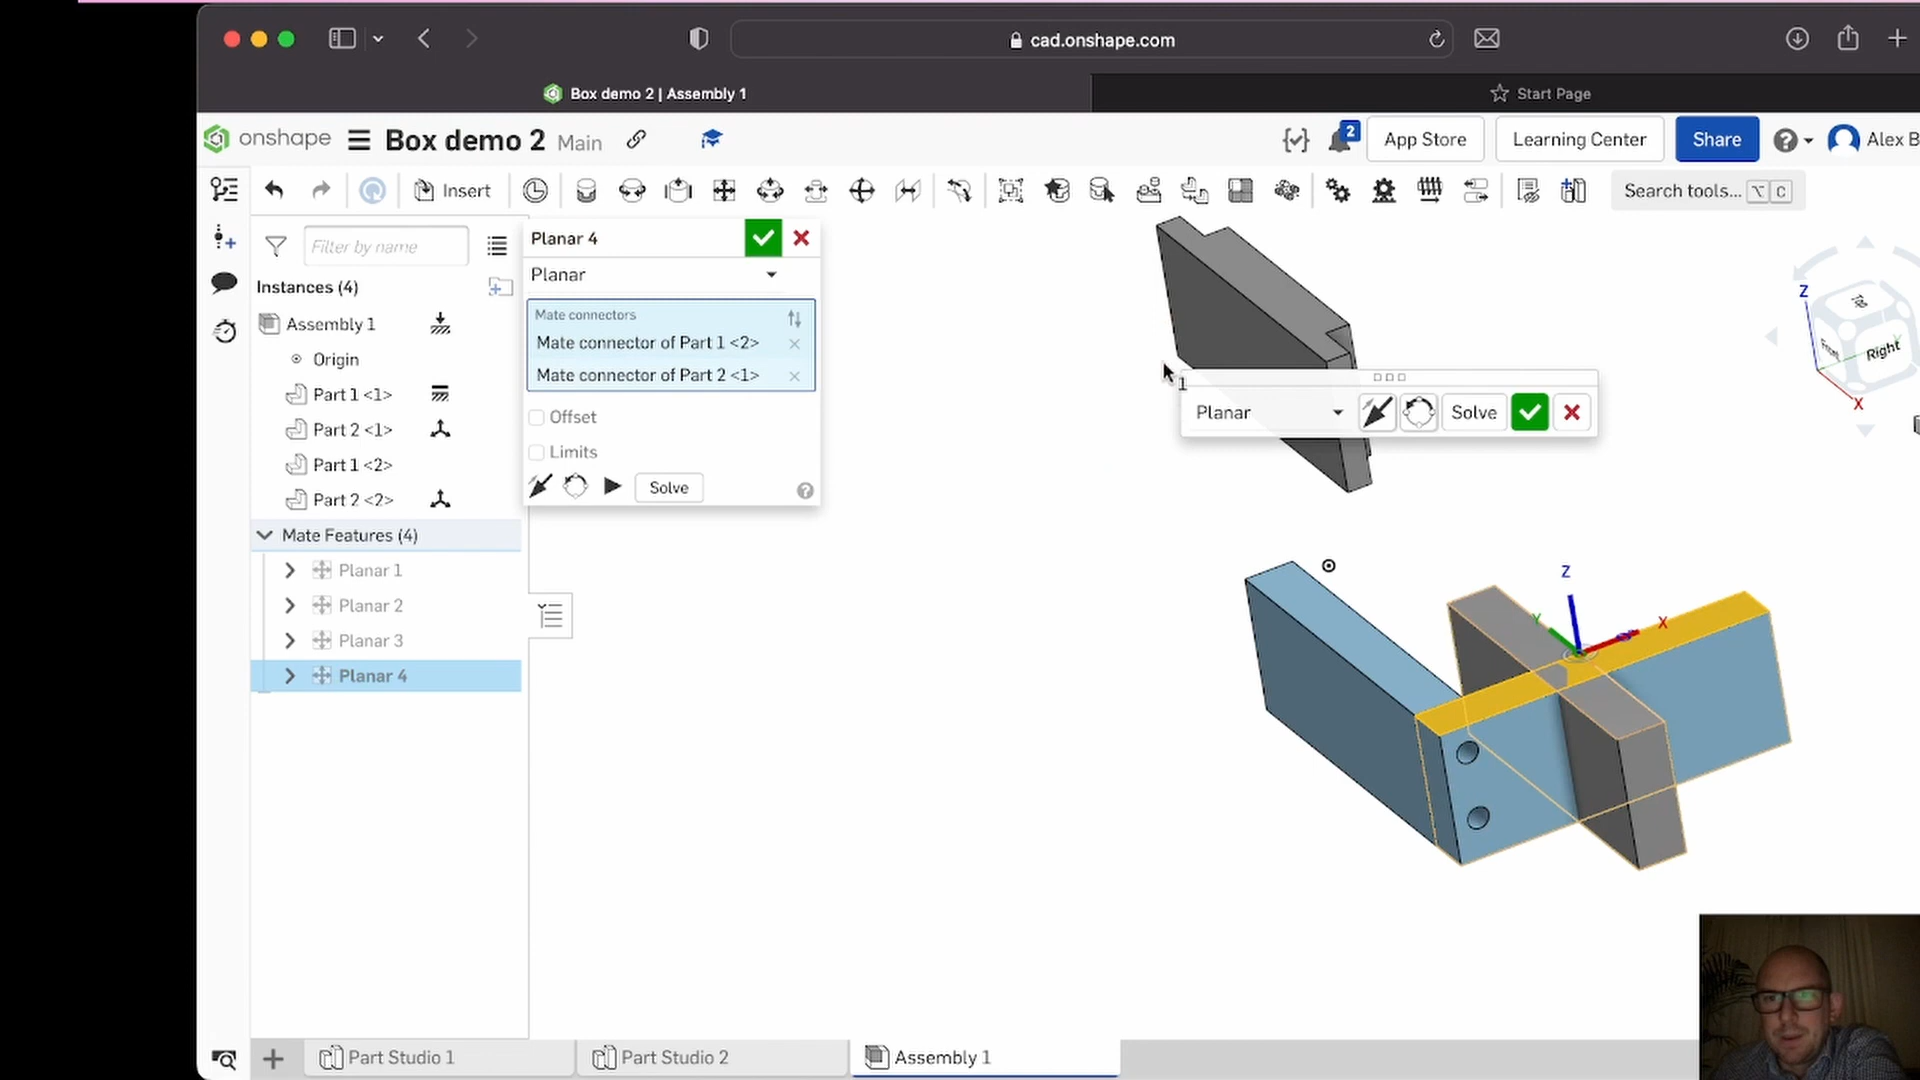 cad.onshape.com
Box demo 2 | Assembly 1
Start Page
onshape
Box demo 2
Main
2
App Store
Learning Center
Share
Alex B
Insert
Search tools... ⌥ C
Planar 4
Filter by name
Planar
Instances (4)
Mate connectors
Assembly 1
Mate connector of Part 1 <2>
Origin
Mate connector of Part 2 <1>
Part 1 <1>
Offset
Part 2 <1>
Limits
Part 1 <2>
Solve
Part 2 <2>
Mate Features (4)
Planar 1
Planar 2
Planar 3
Planar 4
1
Planar
Solve
Z
Top
Front
Right
X
Z
Y
X
Part Studio 1
Part Studio 2
Assembly 1